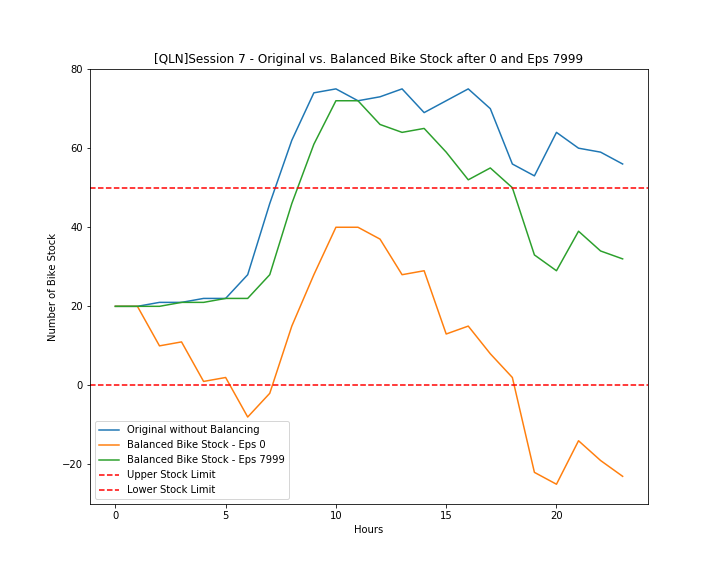 [QLN]Session 7 - Original vs. Balanced Bike Stock after 0 and Eps 7999
80
60
40
20
0
−20
Number of Bike Stock
Original without Balancing
Balanced Bike Stock - Eps 0
Balanced Bike Stock - Eps 7999
Upper Stock Limit
Lower Stock Limit
0 5 10 15 20
Hours